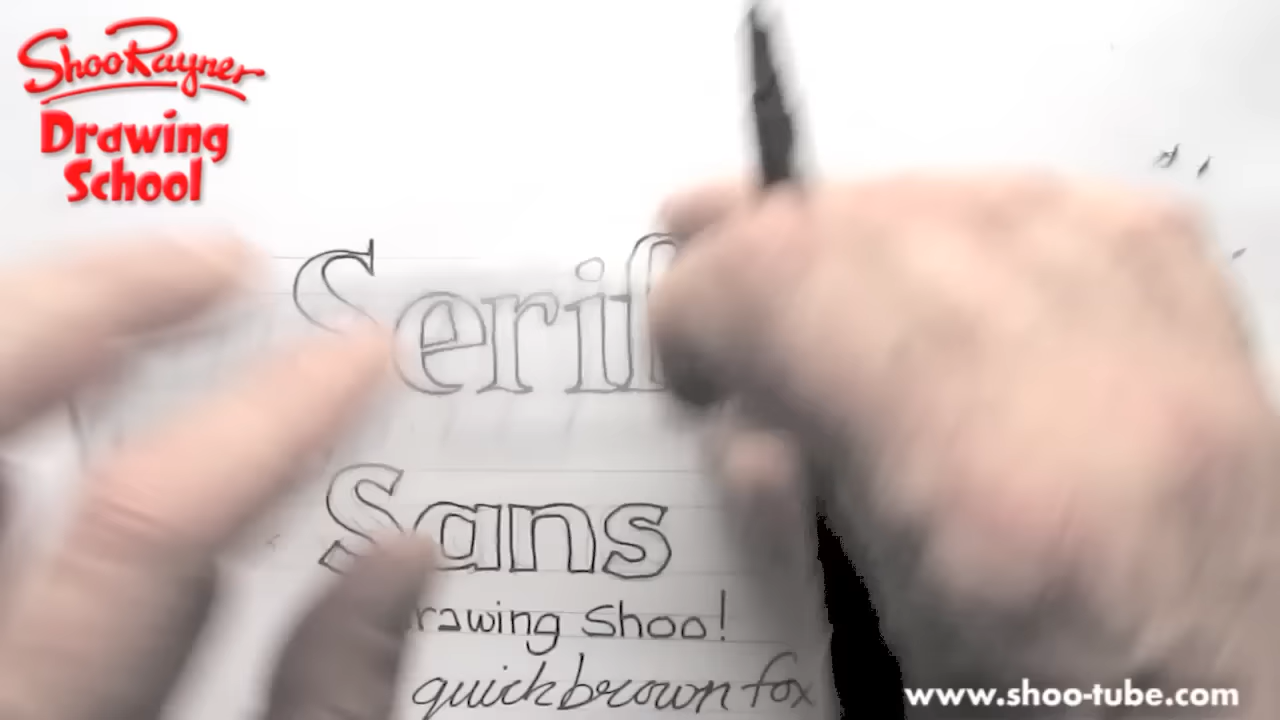 ShooRayner
Drawing
School
Serif
Sans
rawing Shoo!
quick brown fox
www.shoo-tube.com